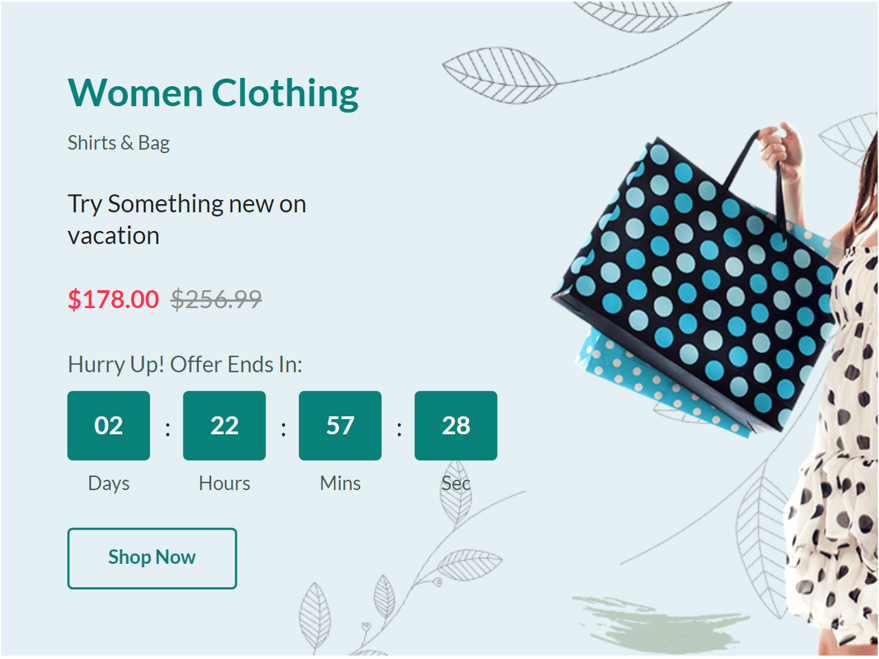 Women Clothing
Shirts & Bag
Try Something new on
vacation
$178.00 $256.99
Hurry Up! Offer Ends In:
02 : 22 : 57 : 28
Days Hours Mins Sec
Shop Now